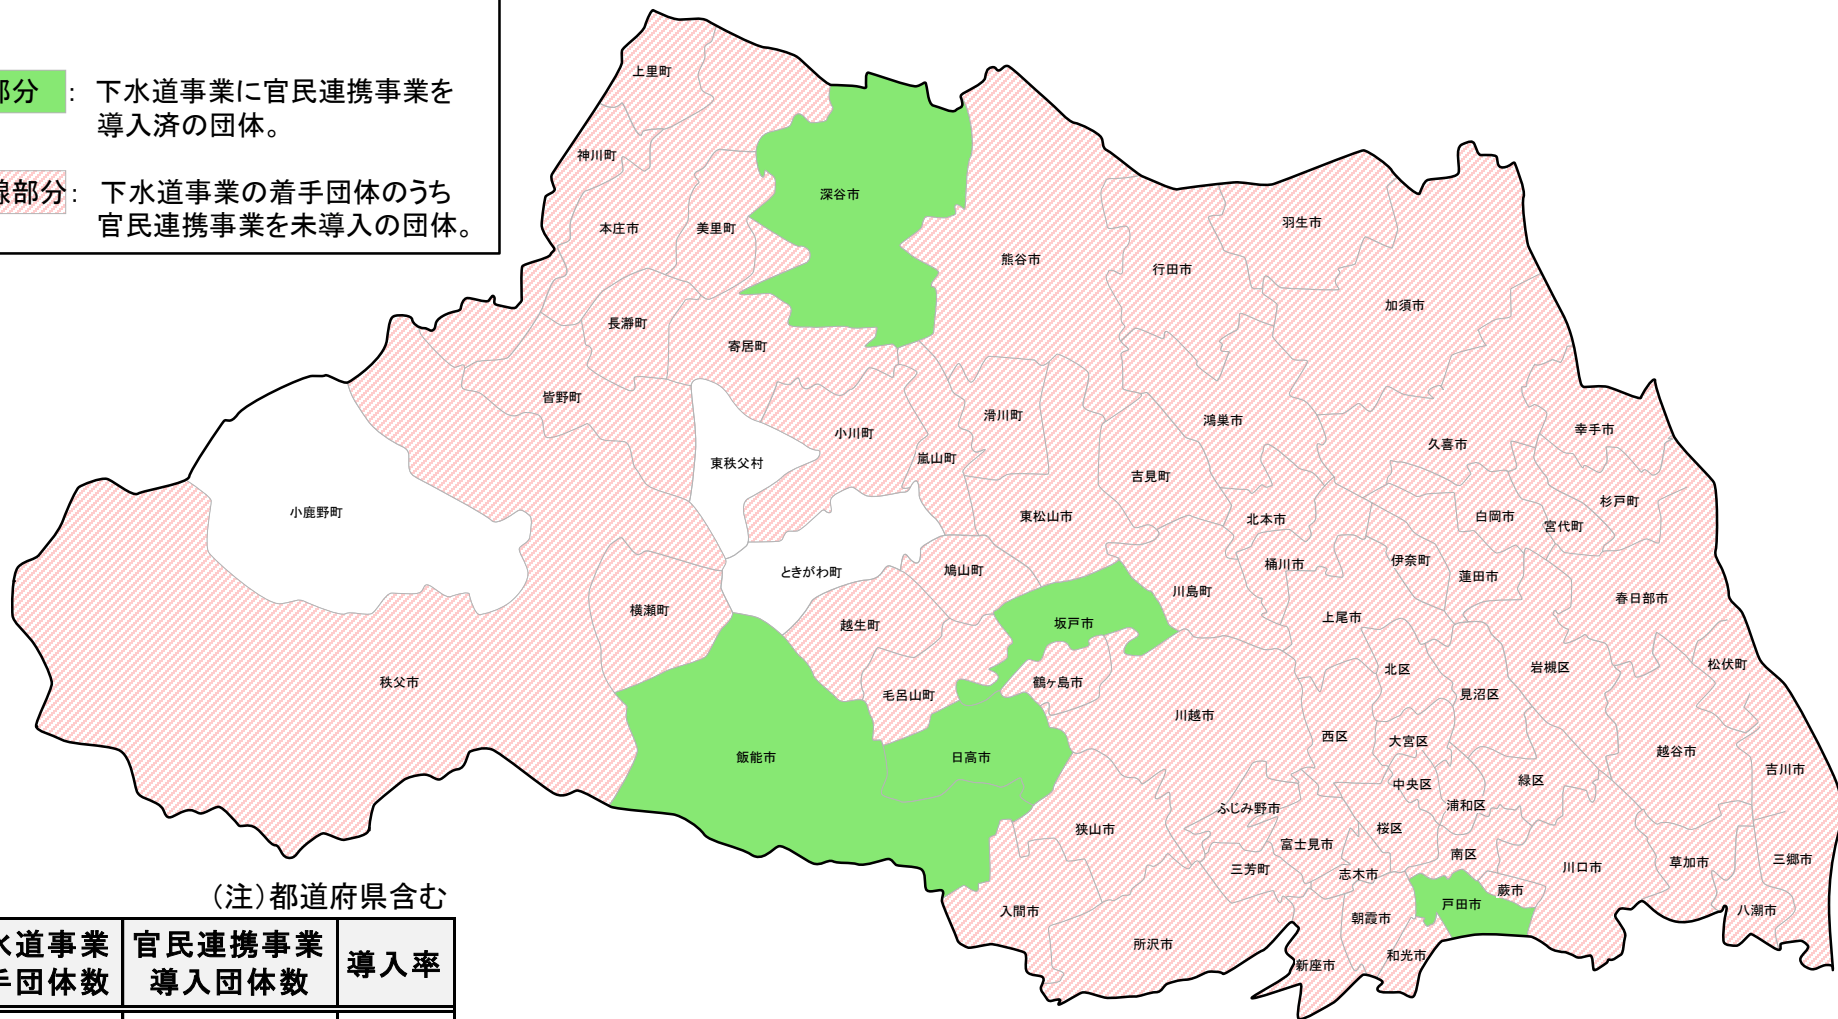 部分 : 下水道事業に官民連携事業を
導入済の団体。
線部分 : 下水道事業の着手団体のうち
官民連携事業を未導入の団体。
上里町
神川町
本庄市
美里町
深谷市
熊谷市
行田市
羽生市
加須市
長瀞町
寄居町
皆野町
小川町
嵐山町
滑川町
東秩父村
吉見町
鴻巣市
久喜市
幸手市
小鹿野町
東松山市
北本市
白岡市
宮代町
杉戸町
ときがわ町
鳩山町
川島町
桶川市
伊奈町
蓮田市
春日部市
横瀬町
越生町
坂戸市
上尾市
秩父市
毛呂山町
鶴ヶ島市
川越市
北区
見沼区
岩槻区
松伏町
飯能市
日高市
西区
大宮区
越谷市
吉川市
中央区
緑区
浦和区
ふじみ野市
狭山市
富士見市
桜区
南区
三芳町
志木市
川口市
草加市
三郷市
入間市
所沢市
朝霞市
戸田市
蕨市
八潮市
新座市
和光市
(注)都道府県含む
水道事業 官民連携事業 導入率
手団体数 導入団体数